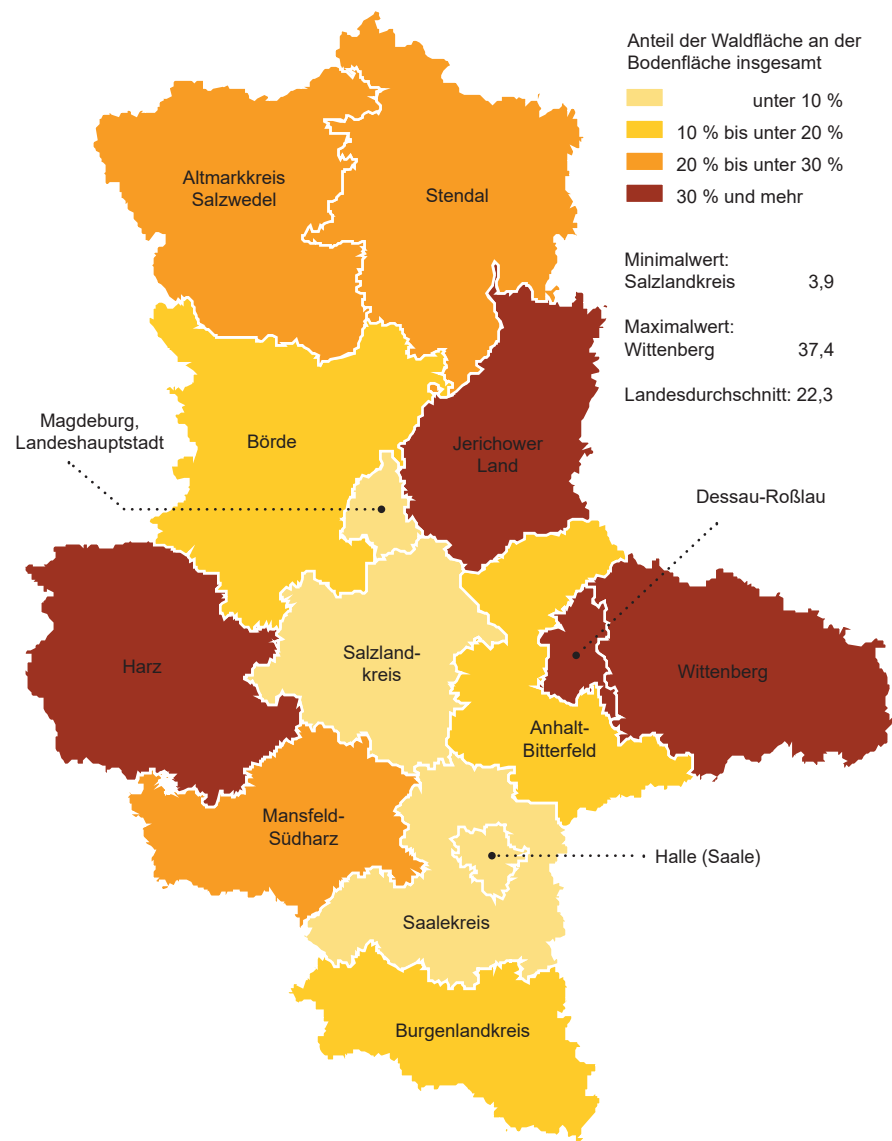 Anteil der Waldfläche an der
Bodenfläche insgesamt
unter 10 %
10 % bis unter 20 %
20 % bis unter 30 %
30 % und mehr
Minimalwert:
Salzlandkreis 3,9
Maximalwert:
Wittenberg 37,4
Landesdurchschnitt: 22,3
Altmarkkreis
Salzwedel
Stendal
Magdeburg,
Landeshauptstadt
Börde
Jerichower
Land
Dessau-Roßlau
Harz
Salzland-
kreis
Wittenberg
Anhalt-
Bitterfeld
Mansfeld-
Südharz
Halle (Saale)
Saalekreis
Burgenlandkreis